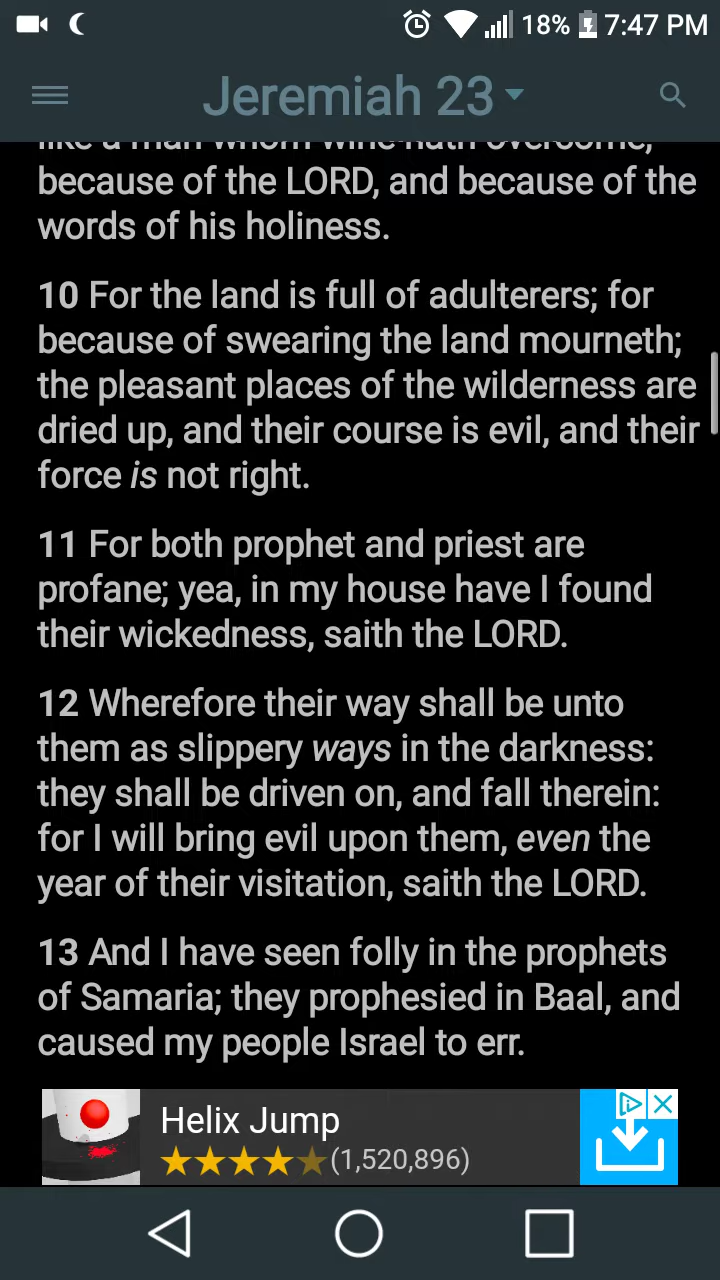 18% 7:47 PM
Jeremiah 23
like a man whom wine hath overcome,
because of the LORD, and because of the
words of his holiness.
10 For the land is full of adulterers; for
because of swearing the land mourneth;
the pleasant places of the wilderness are
dried up, and their course is evil, and their
force is not right.
11 For both prophet and priest are
profane; yea, in my house have I found
their wickedness, saith the LORD.
12 Wherefore their way shall be unto
them as slippery ways in the darkness:
they shall be driven on, and fall therein:
for I will bring evil upon them, even the
year of their visitation, saith the LORD.
13 And I have seen folly in the prophets
of Samaria; they prophesied in Baal, and
caused my people Israel to err.
Helix Jump
(1,520,896)